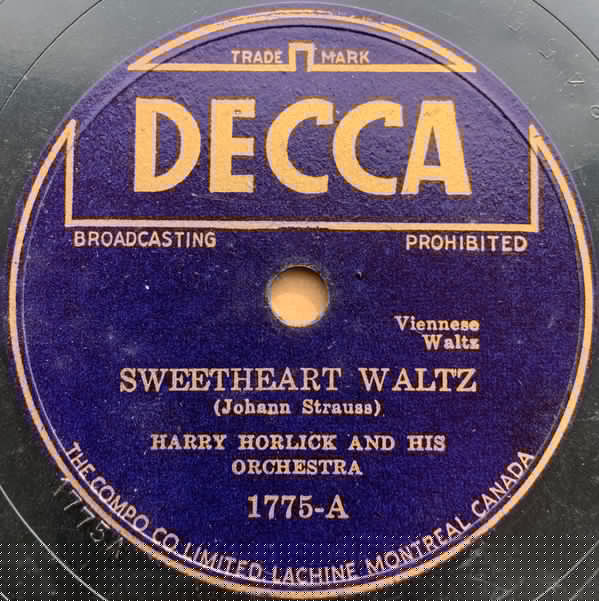 TRADE MARK
DECCA
BROADCASTING PROHIBITED
Viennese
Waltz
SWEETHEART WALTZ
(Johann Strauss)
HARRY HORLICK AND HIS
ORCHESTRA
1775-A
THE COMPO CO. LIMITED, LACHINE MONTREAL CANADA
1775A